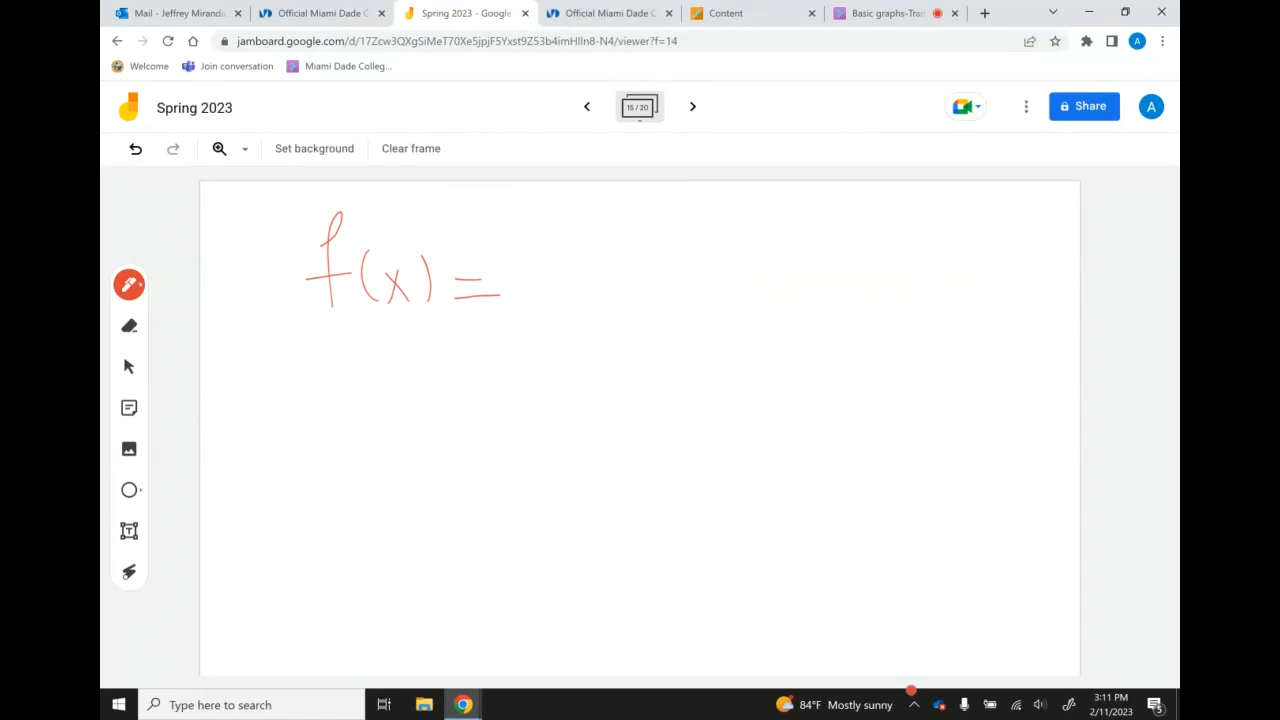 Mail - Jeffrey Miranda
Official Miami Dade C
Spring 2023 - Google
Official Miami Dade C
Content
Basic graphs-Tran
jamboard.google.com/d/17Zcw3QXgSiMeT70Xe5jpjF5Yxst9Z53b4imHlln8-N4/viewer?f=14
A
Welcome
Join conversation
Miami Dade Colleg...
Spring 2023
15 / 20
Share
A
Set background
Clear frame
f(x) =
T
Type here to search
84°F Mostly sunny
3:11 PM
2/11/2023
5